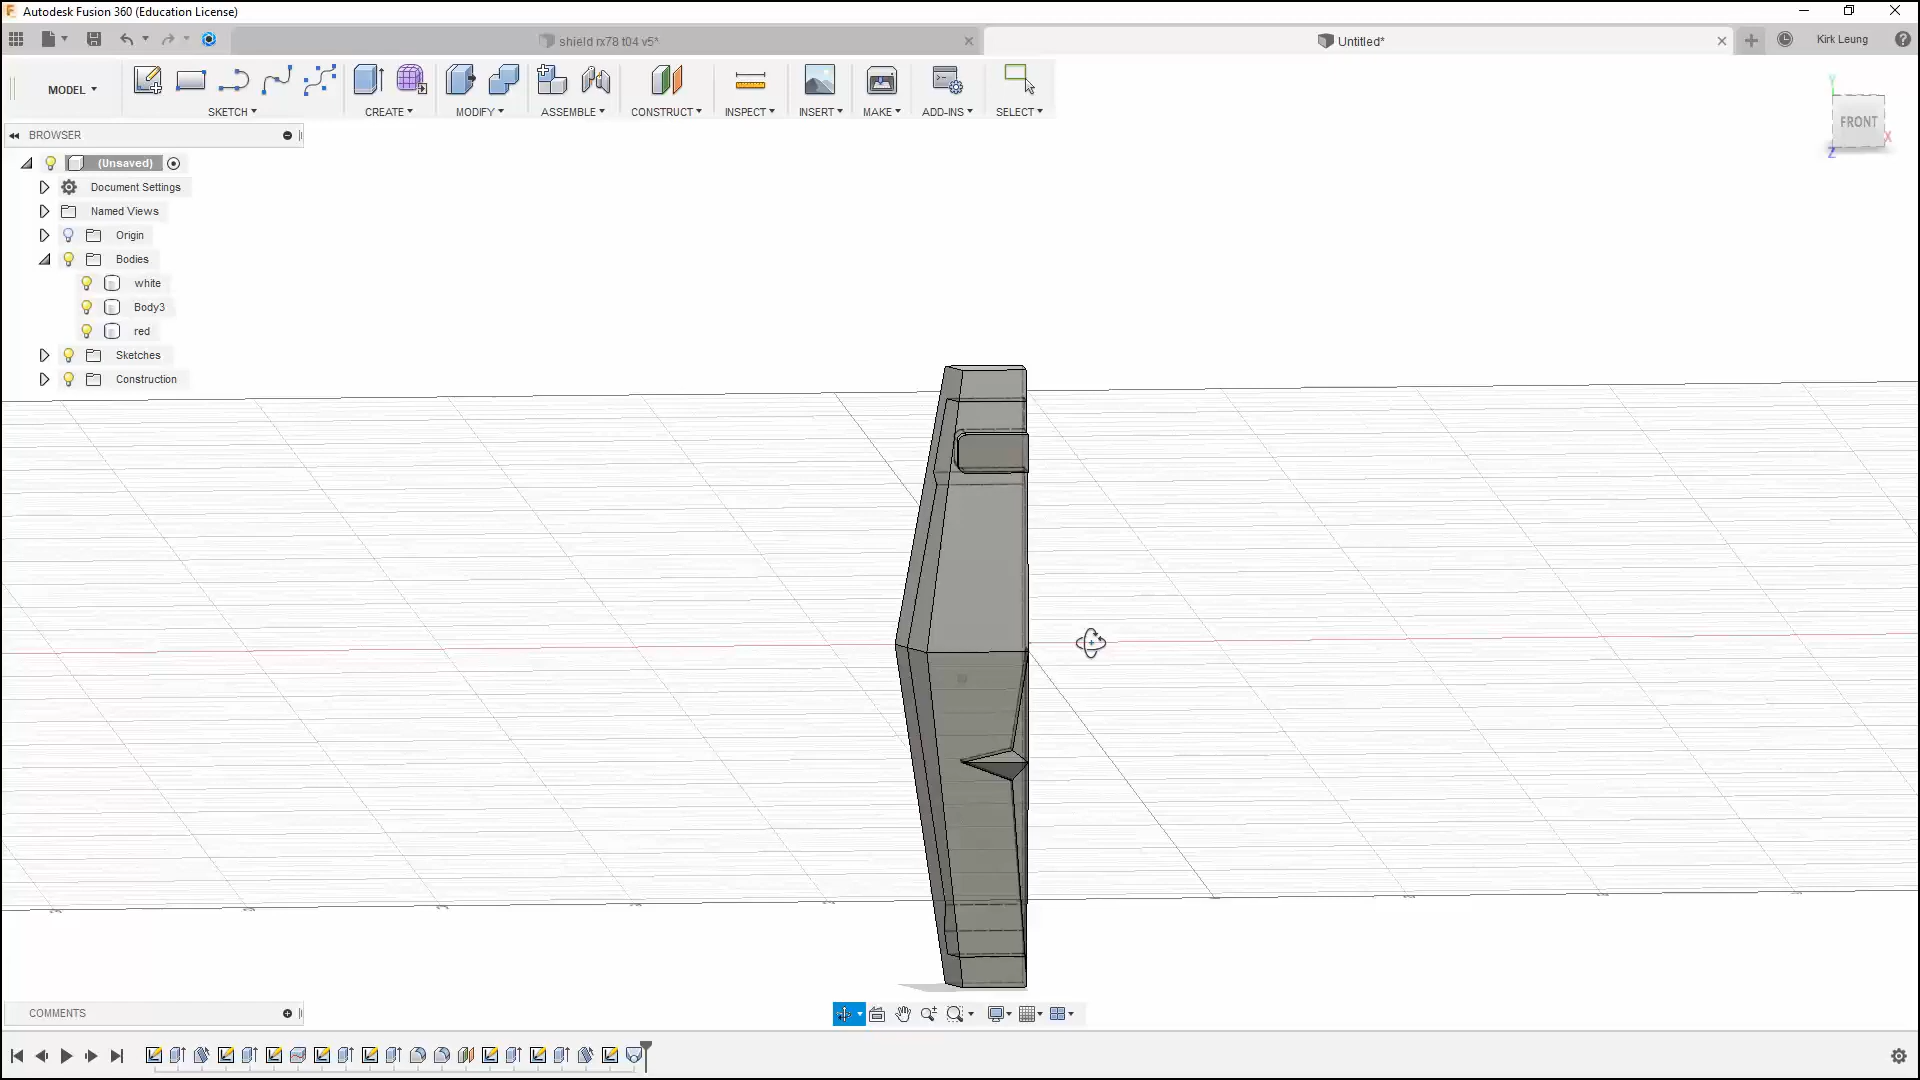 Autodesk Fusion 360 (Education License)
shield rx78 t04 v5*
Untitled*
Kirk Leung
MODEL
SKETCH
CREATE
MODIFY
ASSEMBLE
CONSTRUCT
INSPECT
INSERT
MAKE
ADD-INS
SELECT
BROWSER
(Unsaved)
Document Settings
Named Views
Origin
Bodies
white
Body3
red
Sketches
Construction
Y
FRONT
X
Z
COMMENTS